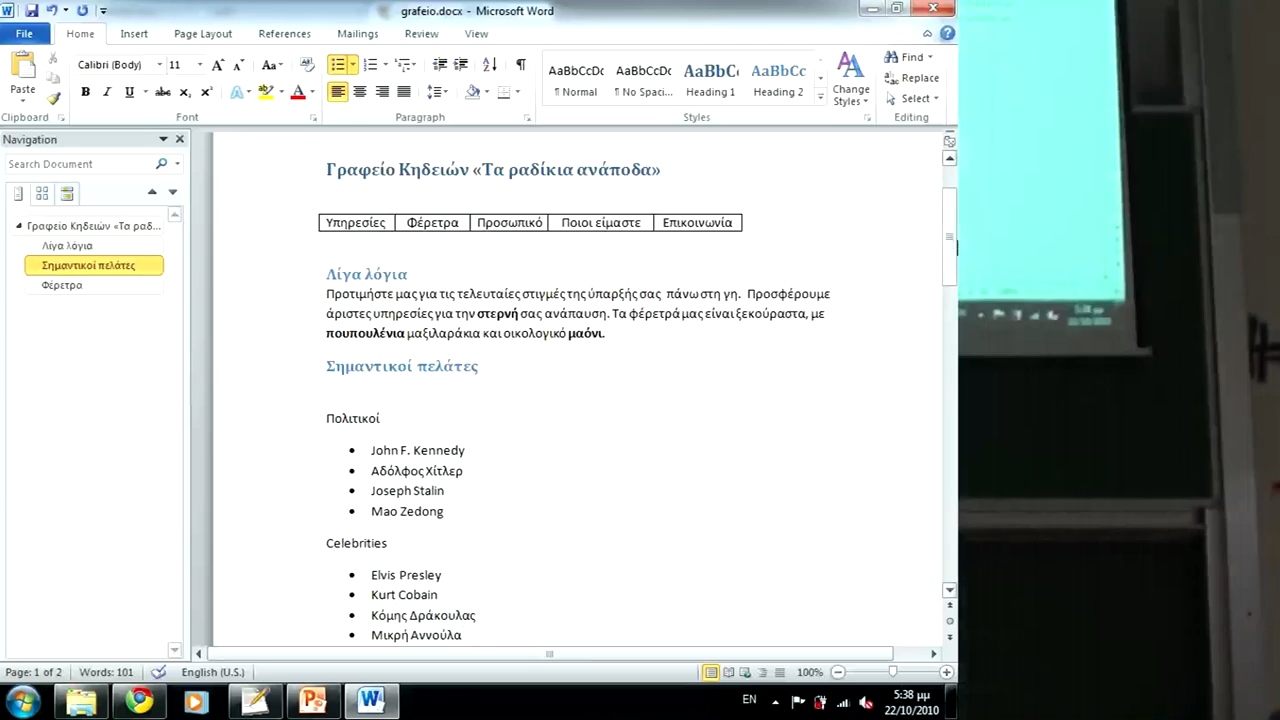 grafeio.docx - Microsoft Word
File Home Insert Page Layout References Mailings Review View
Calibri (Body) 11
Paste
Clipboard Font Paragraph Styles Editing
AaBbCcDc AaBbCcDc AaBbC AaBbCc
¶ Normal ¶ No Spaci... Heading 1 Heading 2
Change Styles
Find
Replace
Select
Navigation
Search Document
Γραφείο Κηδειών «Τα ραδ...
Λίγα λόγια
Σημαντικοί πελάτες
Φέρετρα
Γραφείο Κηδειών «Τα ραδίκια ανάποδα»
Υπηρεσίες Φέρετρα Προσωπικό Ποιοι είμαστε Επικοινωνία
Λίγα λόγια
Προτιμήστε μας για τις τελευταίες στιγμές της ύπαρξής σας πάνω στη γη. Προσφέρουμε
άριστες υπηρεσίες για την στερνή σας ανάπαυση. Τα φέρετρά μας είναι ξεκούραστα, με
πουπουλένια μαξιλαράκια και οικολογικό μαόνι.
Σημαντικοί πελάτες
Πολιτικοί
• John F. Kennedy
• Αδόλφος Χίτλερ
• Joseph Stalin
• Mao Zedong
Celebrities
• Elvis Presley
• Kurt Cobain
• Κόμης Δράκουλας
• Μικρή Αννούλα
Page: 1 of 2 Words: 101 English (U.S.) 100%
EN
5:38 μμ
22/10/2010